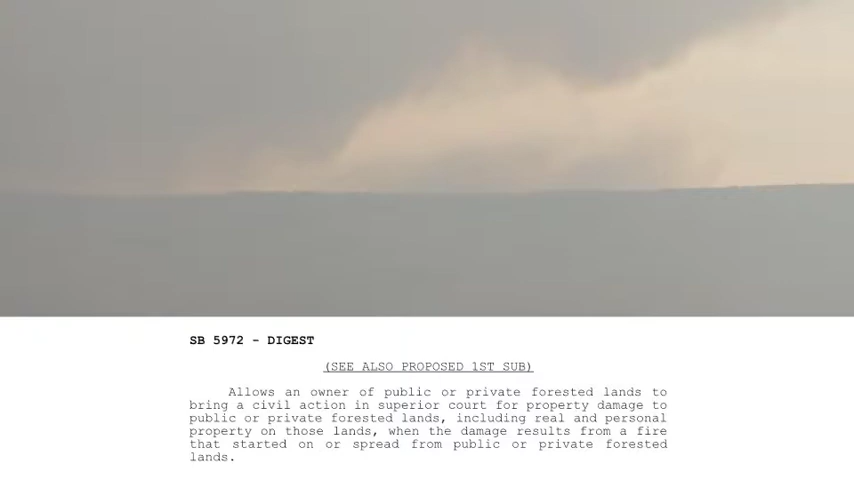 SB 5972 - DIGEST
(SEE ALSO PROPOSED 1ST SUB)
Allows an owner of public or private forested lands to
bring a civil action in superior court for property damage to
public or private forested lands, including real and personal
property on those lands, when the damage results from a fire
that started on or spread from public or private forested
lands.